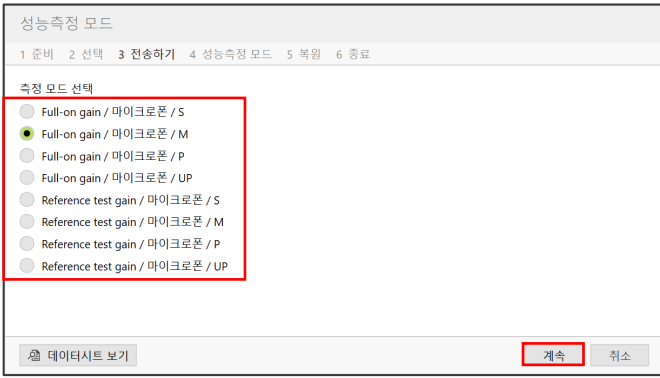 성능측정 모드
1 준비 2 선택 3 전송하기 4 성능측정 모드 5 복원 6 종료
측정 모드 선택
Full-on gain / 마이크로폰 / S
Full-on gain / 마이크로폰 / M
Full-on gain / 마이크로폰 / P
Full-on gain / 마이크로폰 / UP
Reference test gain / 마이크로폰 / S
Reference test gain / 마이크로폰 / M
Reference test gain / 마이크로폰 / P
Reference test gain / 마이크로폰 / UP
데이터시트 보기 계속 취소